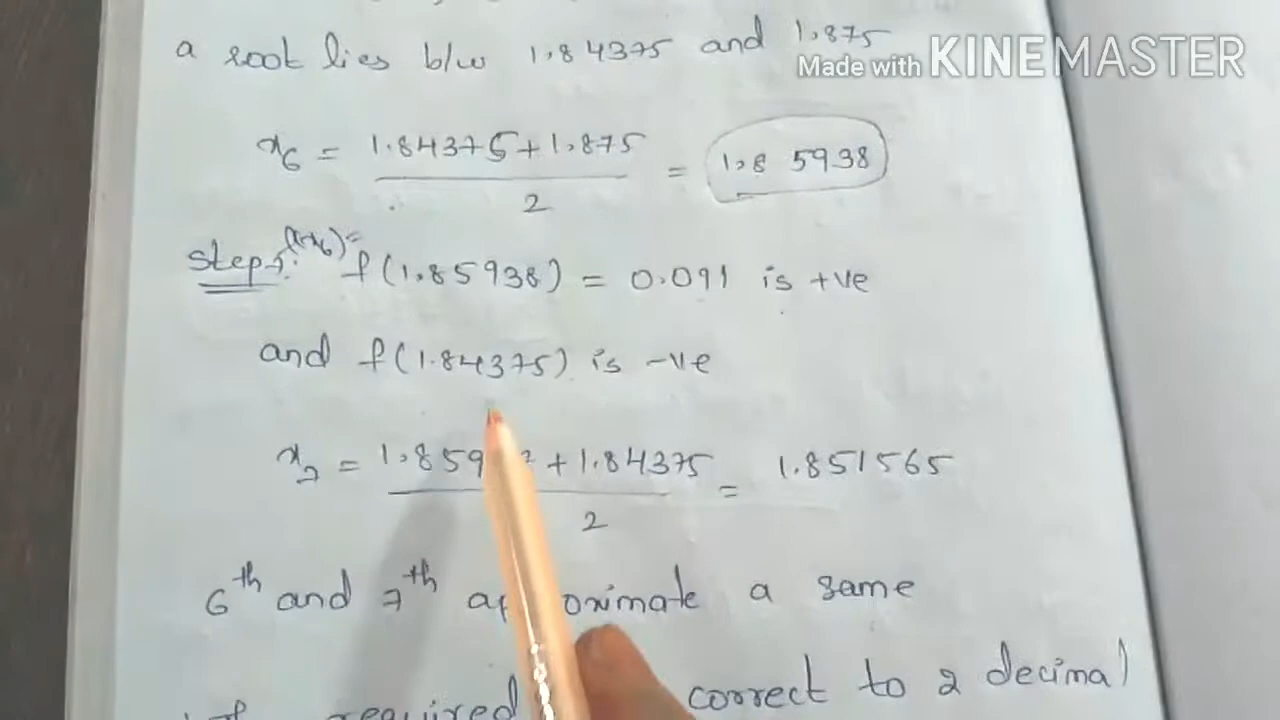 a root lies b/w 1.84375 and 1.875
Made with KINEMASTER
x6 = 1.84375+1.875 / 2 = 1.85938
Step f(x6)= f(1.85938) = 0.091 is +ve
and f(1.84375) is -ve
x7 = 1.859 + 1.84375 / 2 = 1.851565
6th and 7th approximate a same
required correct to 2 decimal